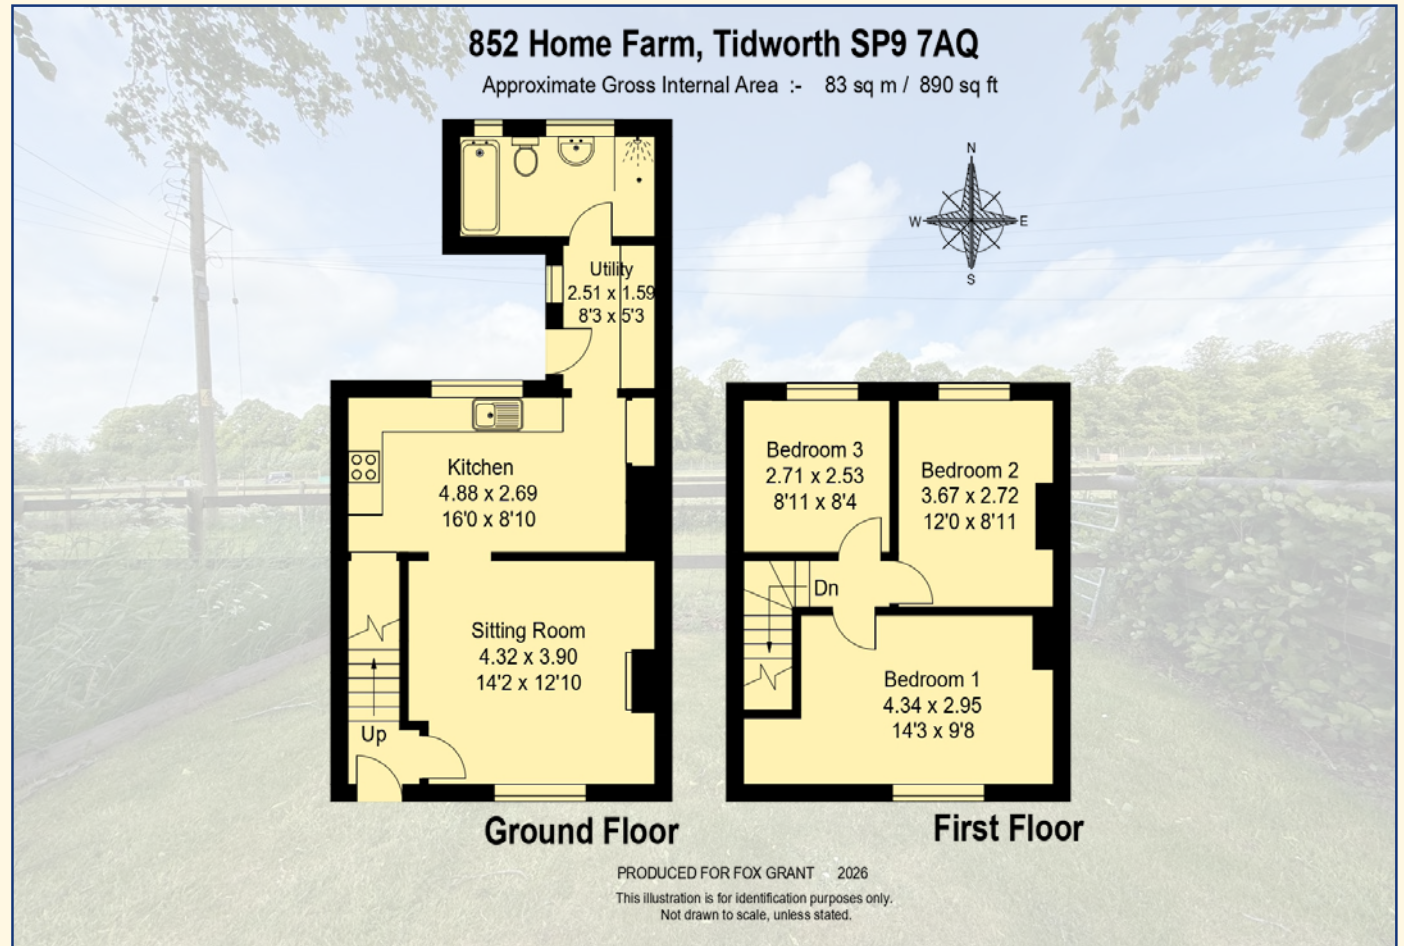 852 Home Farm, Tidworth SP9 7AQ
Approximate Gross Internal Area :- 83 sq m / 890 sq ft
N
W
E
S
Utility
2.51 x 1.59
8'3 x 5'3
Kitchen
4.88 x 2.69
16'0 x 8'10
Sitting Room
4.32 x 3.90
14'2 x 12'10
Up
Ground Floor
Bedroom 3
2.71 x 2.53
8'11 x 8'4
Bedroom 2
3.67 x 2.72
12'0 x 8'11
Dn
Bedroom 1
4.34 x 2.95
14'3 x 9'8
First Floor
PRODUCED FOR FOX GRANT 2026
This illustration is for identification purposes only.
Not drawn to scale, unless stated.